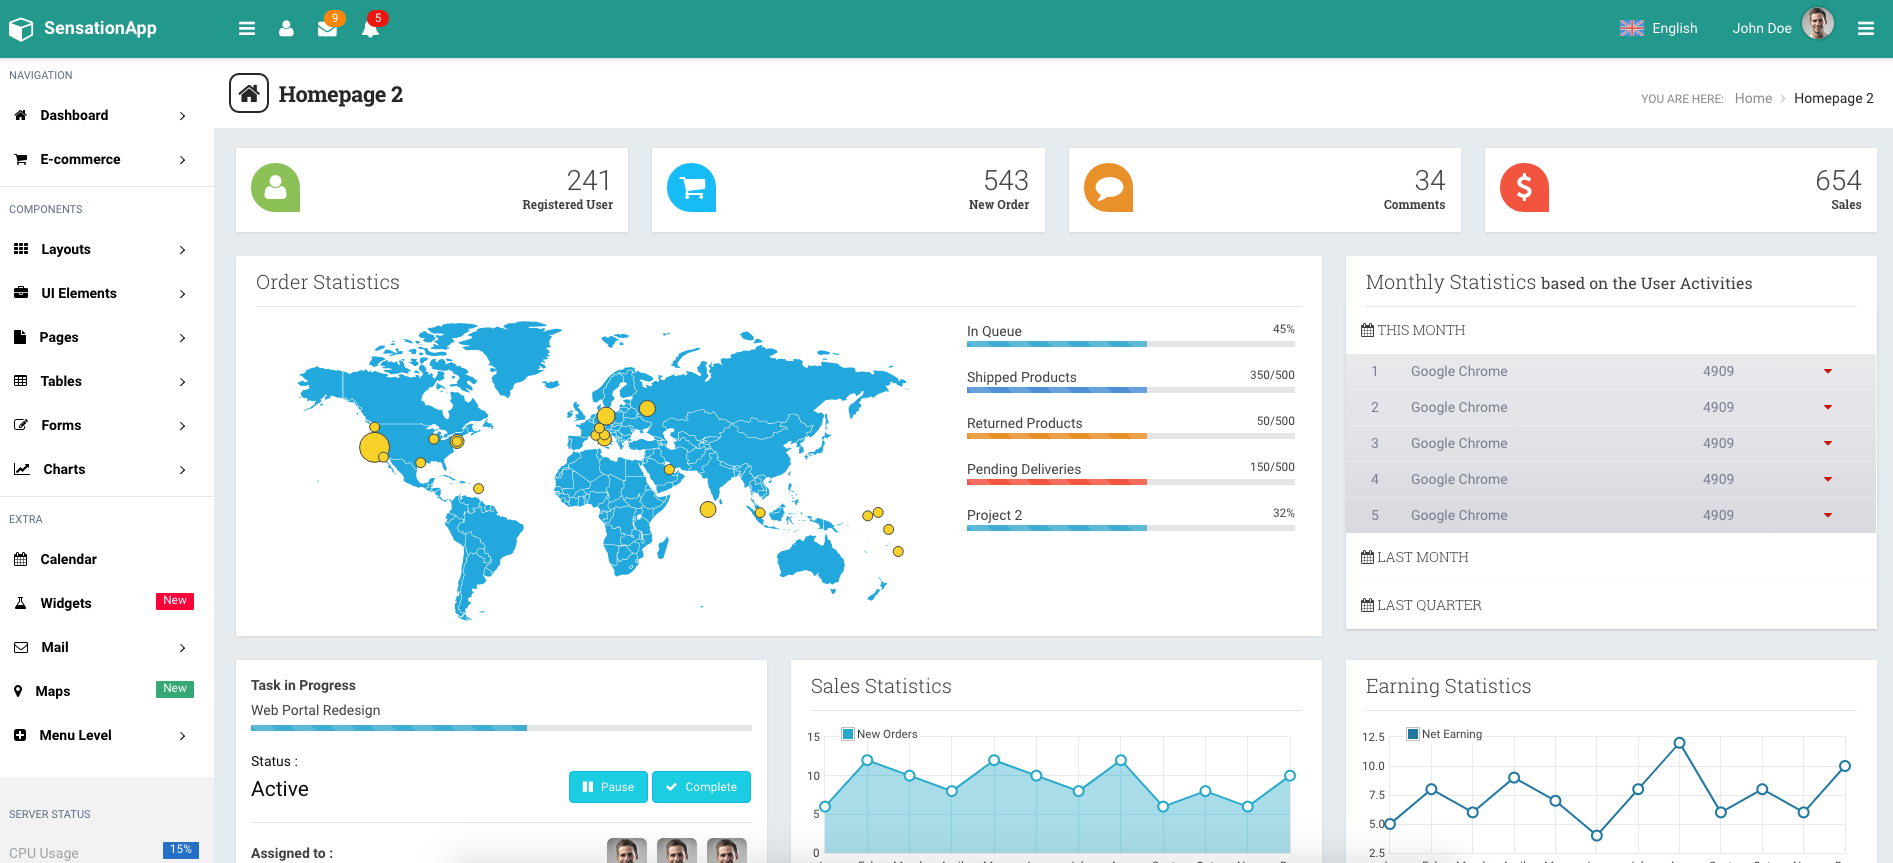 SensationApp
9
5
English
John Doe
NAVIGATION
Dashboard
E-commerce
COMPONENTS
Layouts
UI Elements
Pages
Tables
Forms
Charts
EXTRA
Calendar
Widgets New
Mail
Maps New
Menu Level
SERVER STATUS
CPU Usage 15%
Homepage 2
YOU ARE HERE: Home Homepage 2
241
Registered User
543
New Order
34
Comments
654
Sales
Order Statistics
In Queue 45%
Shipped Products 350/500
Returned Products 50/500
Pending Deliveries 150/500
Project 2 32%
Monthly Statistics based on the User Activities
THIS MONTH
1 Google Chrome 4909
2 Google Chrome 4909
3 Google Chrome 4909
4 Google Chrome 4909
5 Google Chrome 4909
LAST MONTH
LAST QUARTER
Task in Progress
Web Portal Redesign
Status :
Active
Pause
Complete
Assigned to :
Sales Statistics
New Orders
15
10
5
0
Earning Statistics
Net Earning
12.5
10.0
7.5
5.0
2.5